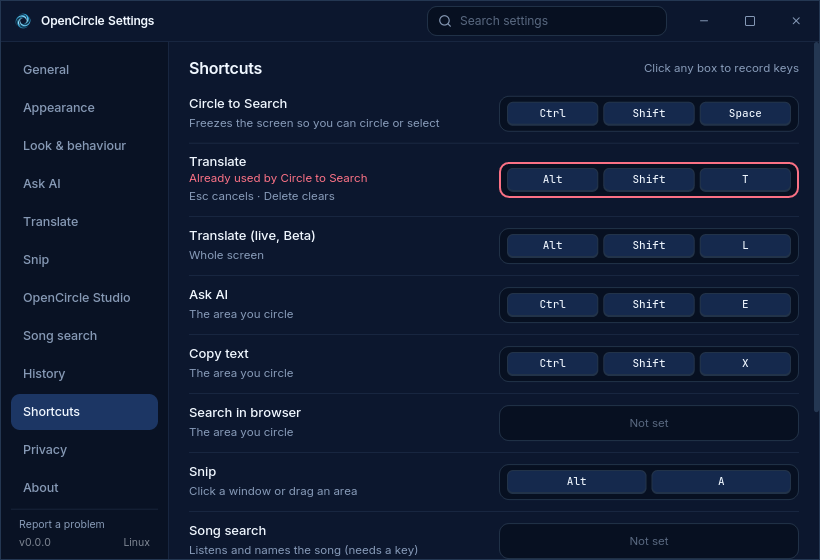 OpenCircle Settings
Search settings
General
Appearance
Look & behaviour
Ask AI
Translate
Snip
OpenCircle Studio
Song search
History
Shortcuts
Privacy
About
Report a problem
v0.0.0 Linux
Shortcuts
Click any box to record keys
Circle to Search
Freezes the screen so you can circle or select
Ctrl Shift Space
Translate
Already used by Circle to Search
Esc cancels · Delete clears
Alt Shift T
Translate (live, Beta)
Whole screen
Alt Shift L
Ask AI
The area you circle
Ctrl Shift E
Copy text
The area you circle
Ctrl Shift X
Search in browser
The area you circle
Not set
Snip
Click a window or drag an area
Alt A
Song search
Listens and names the song (needs a key)
Not set